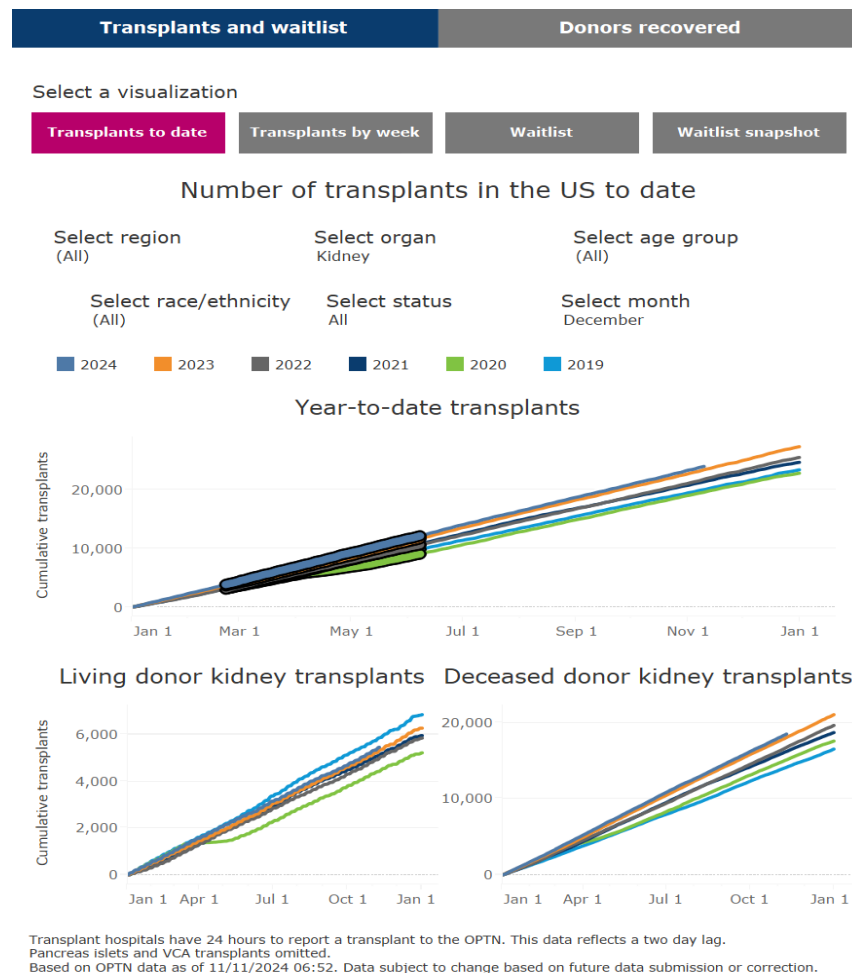 Transplants and waitlist
Donors recovered
Select a visualization
Transplants to date
Transplants by week
Waitlist
Waitlist snapshot
Number of transplants in the US to date
Select region
(All)
Select organ
Kidney
Select age group
(All)
Select race/ethnicity
(All)
Select status
All
Select month
December
2024
2023
2022
2021
2020
2019
Year-to-date transplants
Cumulative transplants
20,000
10,000
0
Jan 1
Mar 1
May 1
Jul 1
Sep 1
Nov 1
Jan 1
Living donor kidney transplants
Cumulative transplants
6,000
4,000
2,000
0
Jan 1
Apr 1
Jul 1
Oct 1
Jan 1
Deceased donor kidney transplants
20,000
10,000
0
Jan 1
Apr 1
Jul 1
Oct 1
Jan 1
Transplant hospitals have 24 hours to report a transplant to the OPTN. This data reflects a two day lag.
Pancreas islets and VCA transplants omitted.
Based on OPTN data as of 11/11/2024 06:52. Data subject to change based on future data submission or correction.